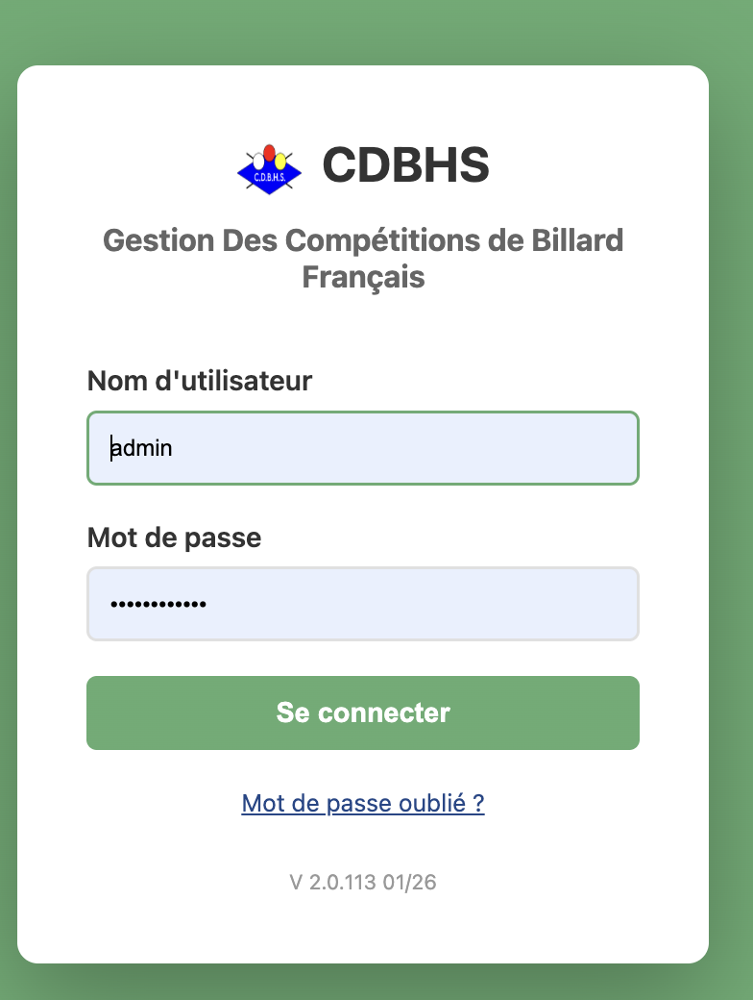 C.D.B.H.S.
CDBHS
Gestion Des Compétitions de Billard
Français
Nom d'utilisateur
admin
Mot de passe
••••••••••••
Se connecter
Mot de passe oublié ?
V 2.0.113 01/26